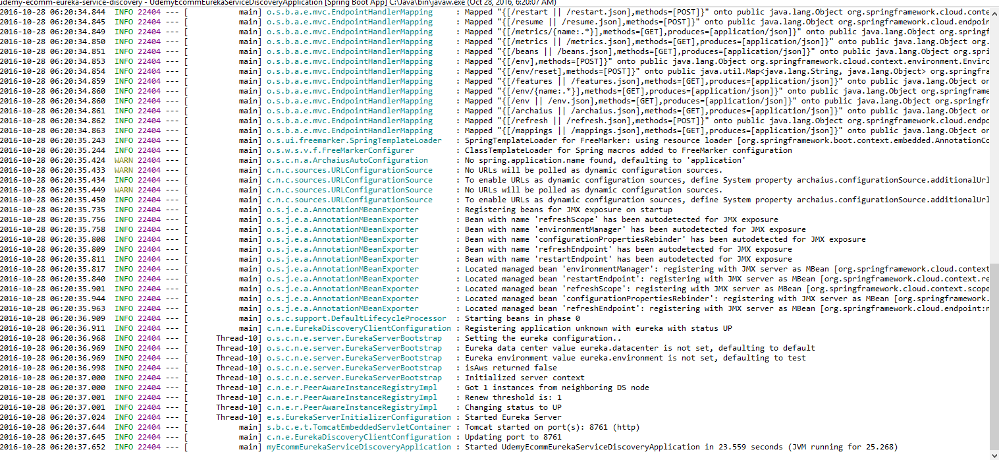 udemy-ecomm-eureka-service-discovery - UdemyEcommEurekaServiceDiscoveryApplication [Spring Boot App] C:\Java\bin\javaw.exe (Oct 28, 2016, 6:20:07 AM)
2016-10-28 06:20:34.844 INFO 22404 --- [ main] o.s.b.a.e.mvc.EndpointHandlerMapping : Mapped "{[/restart || /restart.json],methods=[POST]}" onto public java.lang.Object org.springframework.cloud.conte
2016-10-28 06:20:34.845 INFO 22404 --- [ main] o.s.b.a.e.mvc.EndpointHandlerMapping : Mapped "{[/resume || /resume.json],methods=[POST]}" onto public java.lang.Object org.springframework.cloud.endpoin
2016-10-28 06:20:34.849 INFO 22404 --- [ main] o.s.b.a.e.mvc.EndpointHandlerMapping : Mapped "{[/metrics/{name:.*}],methods=[GET],produces=[application/json]}" onto public java.lang.Object org.springf
2016-10-28 06:20:34.850 INFO 22404 --- [ main] o.s.b.a.e.mvc.EndpointHandlerMapping : Mapped "{[/metrics || /metrics.json],methods=[GET],produces=[application/json]}" onto public java.lang.Object org.
2016-10-28 06:20:34.851 INFO 22404 --- [ main] o.s.b.a.e.mvc.EndpointHandlerMapping : Mapped "{[/beans || /beans.json],methods=[GET],produces=[application/json]}" onto public java.lang.Object org.spri
2016-10-28 06:20:34.853 INFO 22404 --- [ main] o.s.b.a.e.mvc.EndpointHandlerMapping : Mapped "{[/env],methods=[POST]}" onto public java.lang.Object org.springframework.cloud.context.environment.Enviro
2016-10-28 06:20:34.854 INFO 22404 --- [ main] o.s.b.a.e.mvc.EndpointHandlerMapping : Mapped "{[/env/reset],methods=[POST]}" onto public java.util.Map<java.lang.String, java.lang.Object> org.springfra
2016-10-28 06:20:34.859 INFO 22404 --- [ main] o.s.b.a.e.mvc.EndpointHandlerMapping : Mapped "{[/features || /features.json],methods=[GET],produces=[application/json]}" onto public java.lang.Object or
2016-10-28 06:20:34.860 INFO 22404 --- [ main] o.s.b.a.e.mvc.EndpointHandlerMapping : Mapped "{[/env/{name:.*}],methods=[GET],produces=[application/json]}" onto public java.lang.Object org.springframe
2016-10-28 06:20:34.860 INFO 22404 --- [ main] o.s.b.a.e.mvc.EndpointHandlerMapping : Mapped "{[/env || /env.json],methods=[GET],produces=[application/json]}" onto public java.lang.Object org.springfr
2016-10-28 06:20:34.861 INFO 22404 --- [ main] o.s.b.a.e.mvc.EndpointHandlerMapping : Mapped "{[/archaius || /archaius.json],methods=[GET],produces=[application/json]}" onto public java.lang.Object or
2016-10-28 06:20:34.862 INFO 22404 --- [ main] o.s.b.a.e.mvc.EndpointHandlerMapping : Mapped "{[/refresh || /refresh.json],methods=[POST]}" onto public java.lang.Object org.springframework.cloud.endpo
2016-10-28 06:20:34.863 INFO 22404 --- [ main] o.s.b.a.e.mvc.EndpointHandlerMapping : Mapped "{[/mappings || /mappings.json],methods=[GET],produces=[application/json]}" onto public java.lang.Object or
2016-10-28 06:20:35.243 INFO 22404 --- [ main] o.s.ui.freemarker.SpringTemplateLoader : SpringTemplateLoader for FreeMarker: using resource loader [org.springframework.boot.context.embedded.AnnotationCo
2016-10-28 06:20:35.244 INFO 22404 --- [ main] o.s.w.s.v.f.FreeMarkerConfigurer : ClassTemplateLoader for Spring macros added to FreeMarker configuration
2016-10-28 06:20:35.424 WARN 22404 --- [ main] o.s.c.n.a.ArchaiusAutoConfiguration : No spring.application.name found, defaulting to 'application'
2016-10-28 06:20:35.433 WARN 22404 --- [ main] c.n.c.sources.URLConfigurationSource : No URLs will be polled as dynamic configuration sources.
2016-10-28 06:20:35.434 INFO 22404 --- [ main] c.n.c.sources.URLConfigurationSource : To enable URLs as dynamic configuration sources, define System property archaius.configurationSource.additionalUrl
2016-10-28 06:20:35.449 WARN 22404 --- [ main] c.n.c.sources.URLConfigurationSource : No URLs will be polled as dynamic configuration sources.
2016-10-28 06:20:35.450 INFO 22404 --- [ main] c.n.c.sources.URLConfigurationSource : To enable URLs as dynamic configuration sources, define System property archaius.configurationSource.additionalUrl
2016-10-28 06:20:35.735 INFO 22404 --- [ main] o.s.j.e.a.AnnotationMBeanExporter : Registering beans for JMX exposure on startup
2016-10-28 06:20:35.756 INFO 22404 --- [ main] o.s.j.e.a.AnnotationMBeanExporter : Bean with name 'refreshScope' has been autodetected for JMX exposure
2016-10-28 06:20:35.758 INFO 22404 --- [ main] o.s.j.e.a.AnnotationMBeanExporter : Bean with name 'environmentManager' has been autodetected for JMX exposure
2016-10-28 06:20:35.808 INFO 22404 --- [ main] o.s.j.e.a.AnnotationMBeanExporter : Bean with name 'configurationPropertiesRebinder' has been autodetected for JMX exposure
2016-10-28 06:20:35.809 INFO 22404 --- [ main] o.s.j.e.a.AnnotationMBeanExporter : Bean with name 'refreshEndpoint' has been autodetected for JMX exposure
2016-10-28 06:20:35.811 INFO 22404 --- [ main] o.s.j.e.a.AnnotationMBeanExporter : Bean with name 'restartEndpoint' has been autodetected for JMX exposure
2016-10-28 06:20:35.817 INFO 22404 --- [ main] o.s.j.e.a.AnnotationMBeanExporter : Located managed bean 'environmentManager': registering with JMX server as MBean [org.springframework.cloud.context
2016-10-28 06:20:35.840 INFO 22404 --- [ main] o.s.j.e.a.AnnotationMBeanExporter : Located managed bean 'restartEndpoint': registering with JMX server as MBean [org.springframework.cloud.context.re
2016-10-28 06:20:35.901 INFO 22404 --- [ main] o.s.j.e.a.AnnotationMBeanExporter : Located managed bean 'refreshScope': registering with JMX server as MBean [org.springframework.cloud.context.scope
2016-10-28 06:20:35.944 INFO 22404 --- [ main] o.s.j.e.a.AnnotationMBeanExporter : Located managed bean 'configurationPropertiesRebinder': registering with JMX server as MBean [org.springframework.
2016-10-28 06:20:35.963 INFO 22404 --- [ main] o.s.j.e.a.AnnotationMBeanExporter : Located managed bean 'refreshEndpoint': registering with JMX server as MBean [org.springframework.cloud.endpoint:n
2016-10-28 06:20:36.909 INFO 22404 --- [ main] o.s.c.support.DefaultLifecycleProcessor : Starting beans in phase 0
2016-10-28 06:20:36.911 INFO 22404 --- [ main] c.n.e.EurekaDiscoveryClientConfiguration : Registering application unknown with eureka with status UP
2016-10-28 06:20:36.968 INFO 22404 --- [ Thread-10] o.s.c.n.e.server.EurekaServerBootstrap : Setting the eureka configuration..
2016-10-28 06:20:36.969 INFO 22404 --- [ Thread-10] o.s.c.n.e.server.EurekaServerBootstrap : Eureka data center value eureka.datacenter is not set, defaulting to default
2016-10-28 06:20:36.969 INFO 22404 --- [ Thread-10] o.s.c.n.e.server.EurekaServerBootstrap : Eureka environment value eureka.environment is not set, defaulting to test
2016-10-28 06:20:36.998 INFO 22404 --- [ Thread-10] o.s.c.n.e.server.EurekaServerBootstrap : isAws returned false
2016-10-28 06:20:37.000 INFO 22404 --- [ Thread-10] o.s.c.n.e.server.EurekaServerBootstrap : Initialized server context
2016-10-28 06:20:37.000 INFO 22404 --- [ Thread-10] c.n.e.r.PeerAwareInstanceRegistryImpl : Got 1 instances from neighboring DS node
2016-10-28 06:20:37.001 INFO 22404 --- [ Thread-10] c.n.e.r.PeerAwareInstanceRegistryImpl : Renew threshold is: 1
2016-10-28 06:20:37.001 INFO 22404 --- [ Thread-10] c.n.e.r.PeerAwareInstanceRegistryImpl : Changing status to UP
2016-10-28 06:20:37.024 INFO 22404 --- [ Thread-10] e.s.EurekaServerInitializerConfiguration : Started Eureka Server
2016-10-28 06:20:37.644 INFO 22404 --- [ main] s.b.c.e.t.TomcatEmbeddedServletContainer : Tomcat started on port(s): 8761 (http)
2016-10-28 06:20:37.645 INFO 22404 --- [ main] c.n.e.EurekaDiscoveryClientConfiguration : Updating port to 8761
2016-10-28 06:20:37.652 INFO 22404 --- [ main] myEcommEurekaServiceDiscoveryApplication : Started UdemyEcommEurekaServiceDiscoveryApplication in 23.559 seconds (JVM running for 25.268)